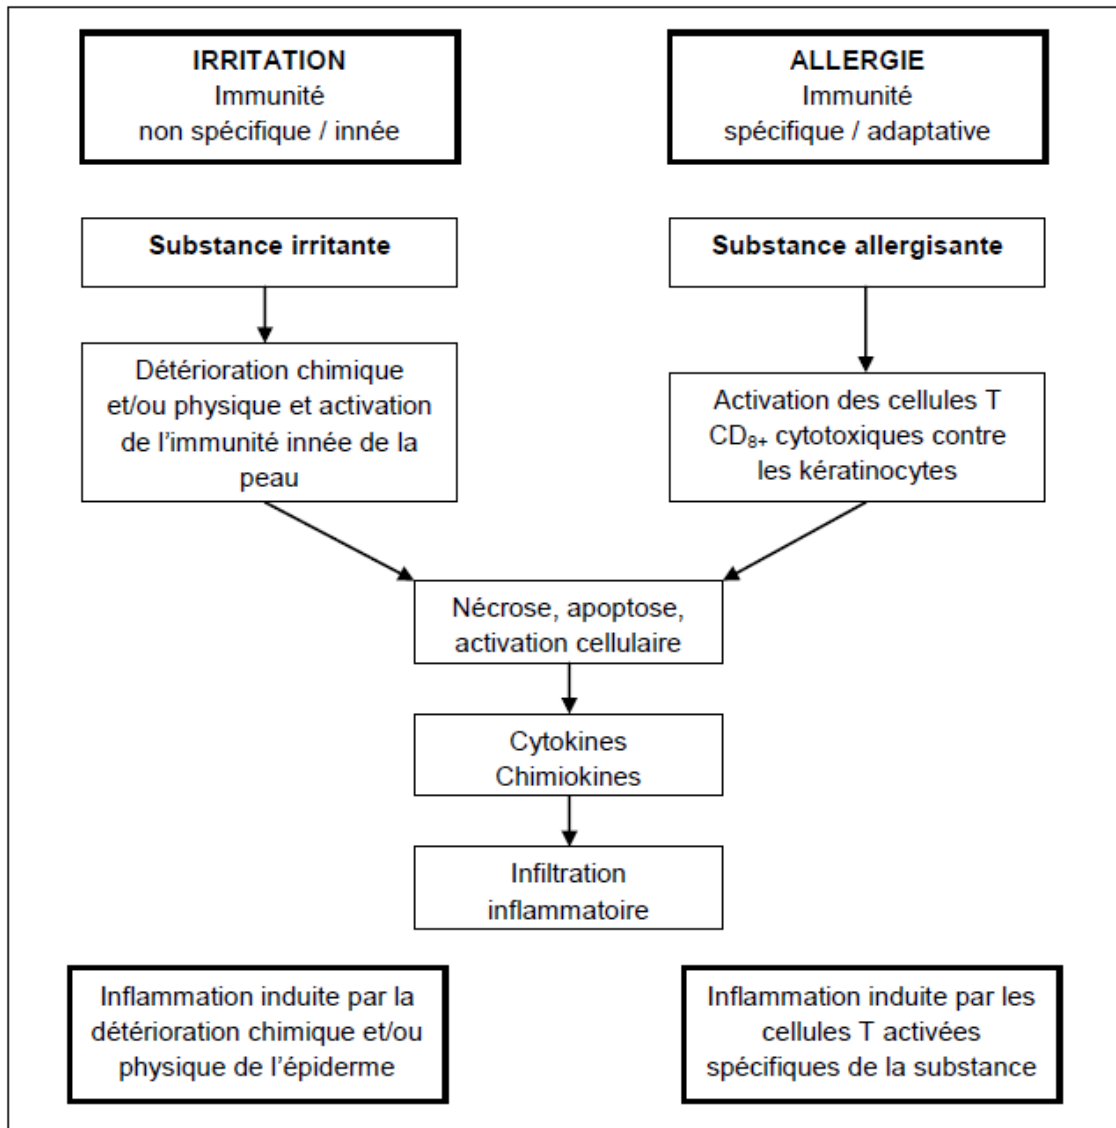 IRRITATION
Immunité
non spécifique / innée
ALLERGIE
Immunité
spécifique / adaptative
Substance irritante
Substance allergisante
Détérioration chimique
et/ou physique et activation
de l'immunité innée de la
peau
Activation des cellules T
CD₈₊ cytotoxiques contre
les kératinocytes
Nécrose, apoptose,
activation cellulaire
Cytokines
Chimiokines
Infiltration
inflammatoire
Inflammation induite par la
détérioration chimique et/ou
physique de l'épiderme
Inflammation induite par les
cellules T activées
spécifiques de la substance